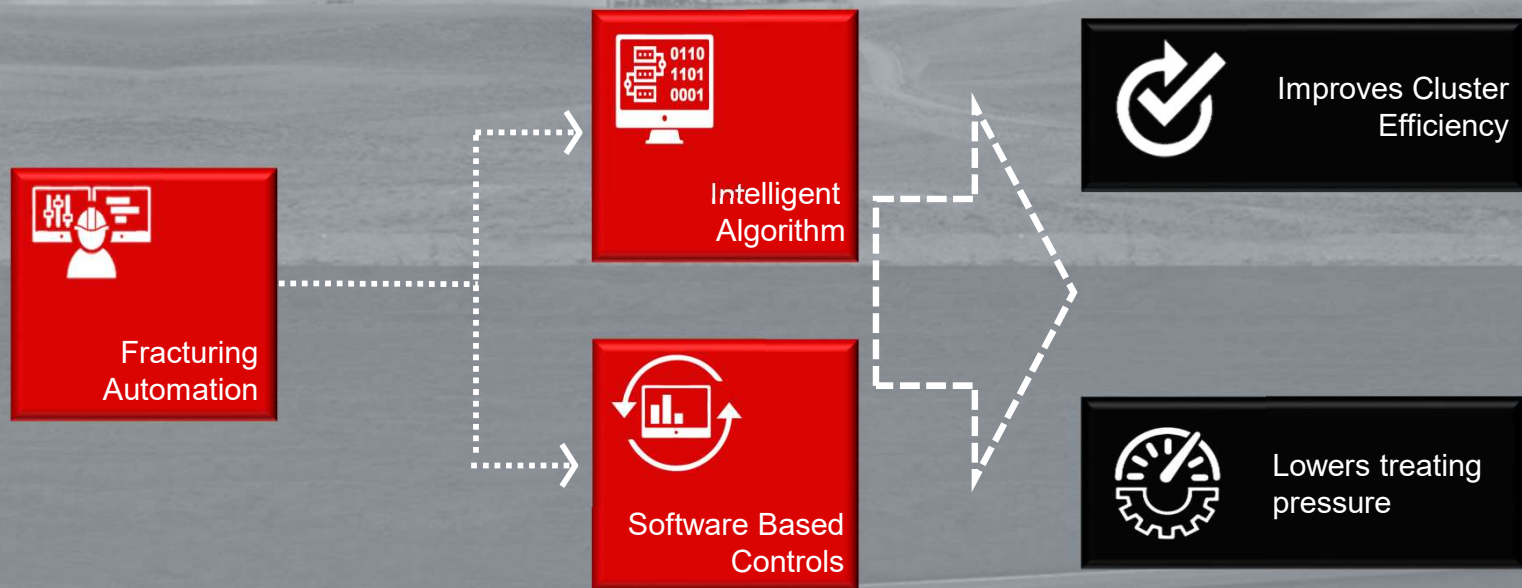 Fracturing
Automation
0110
1101
0001
Intelligent
Algorithm
Software Based
Controls
Improves Cluster
Efficiency
Lowers treating
pressure